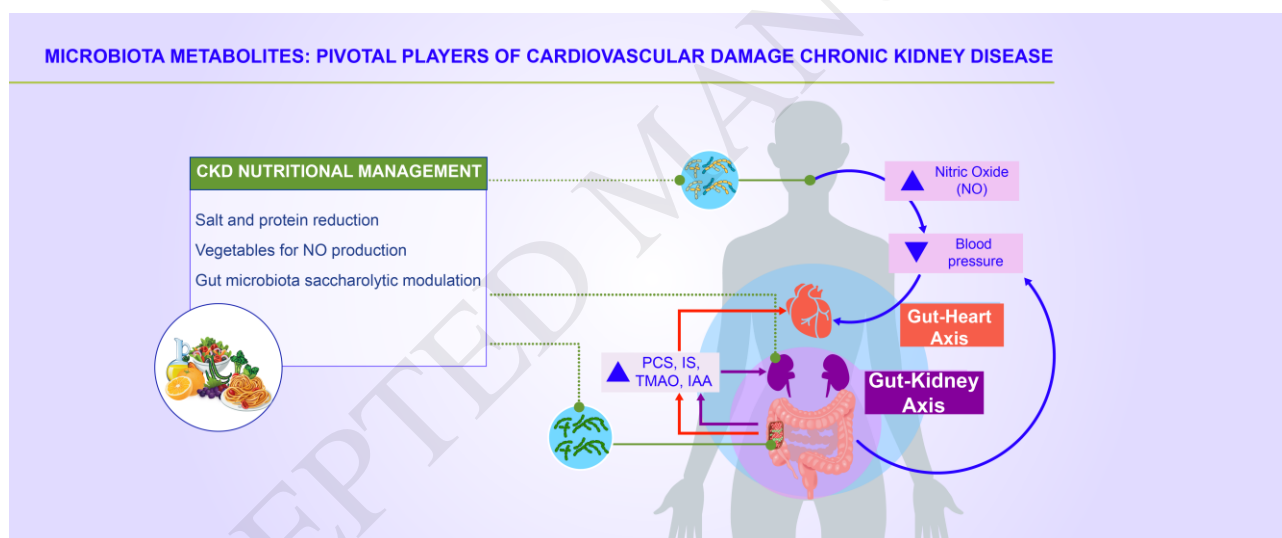 MICROBIOTA METABOLITES: PIVOTAL PLAYERS OF CARDIOVASCULAR DAMAGE CHRONIC KIDNEY DISEASE
CKD NUTRITIONAL MANAGEMENT
Salt and protein reduction
Vegetables for NO production
Gut microbiota saccharolytic modulation
Nitric Oxide
(NO)
Blood
pressure
Gut-Heart
Axis
PCS, IS,
TMAO, IAA
Gut-Kidney
Axis
EPTED MAN